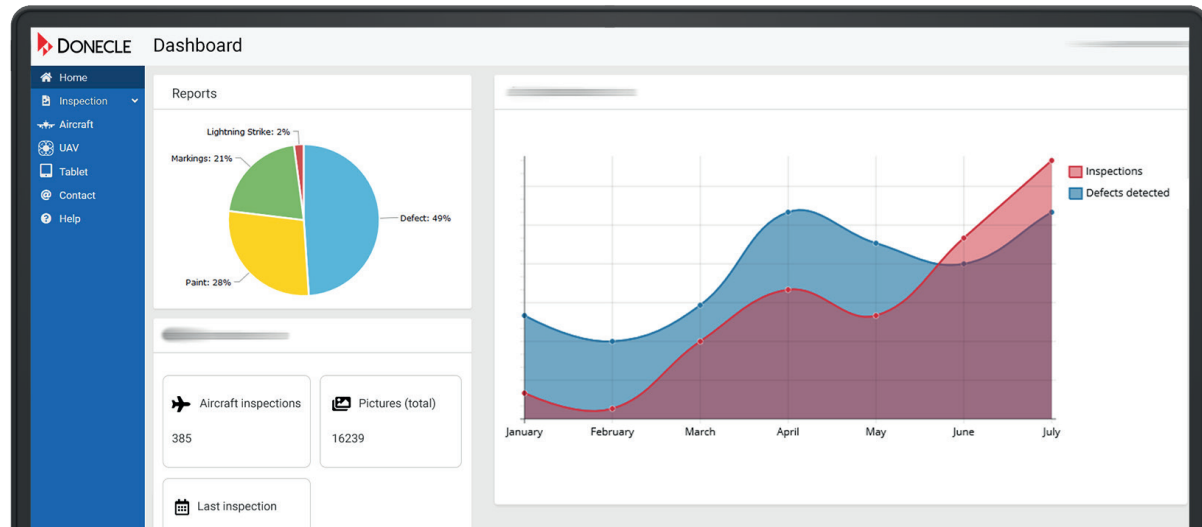 DONECLE
Dashboard
Home
Inspection
Aircraft
UAV
Tablet
@ Contact
Help
Reports
Lightning Strike: 2%
Markings: 21%
Defect: 49%
Paint: 28%
Aircraft inspections
385
Pictures (total)
16239
Last inspection
Inspections
Defects detected
January February March April May June July